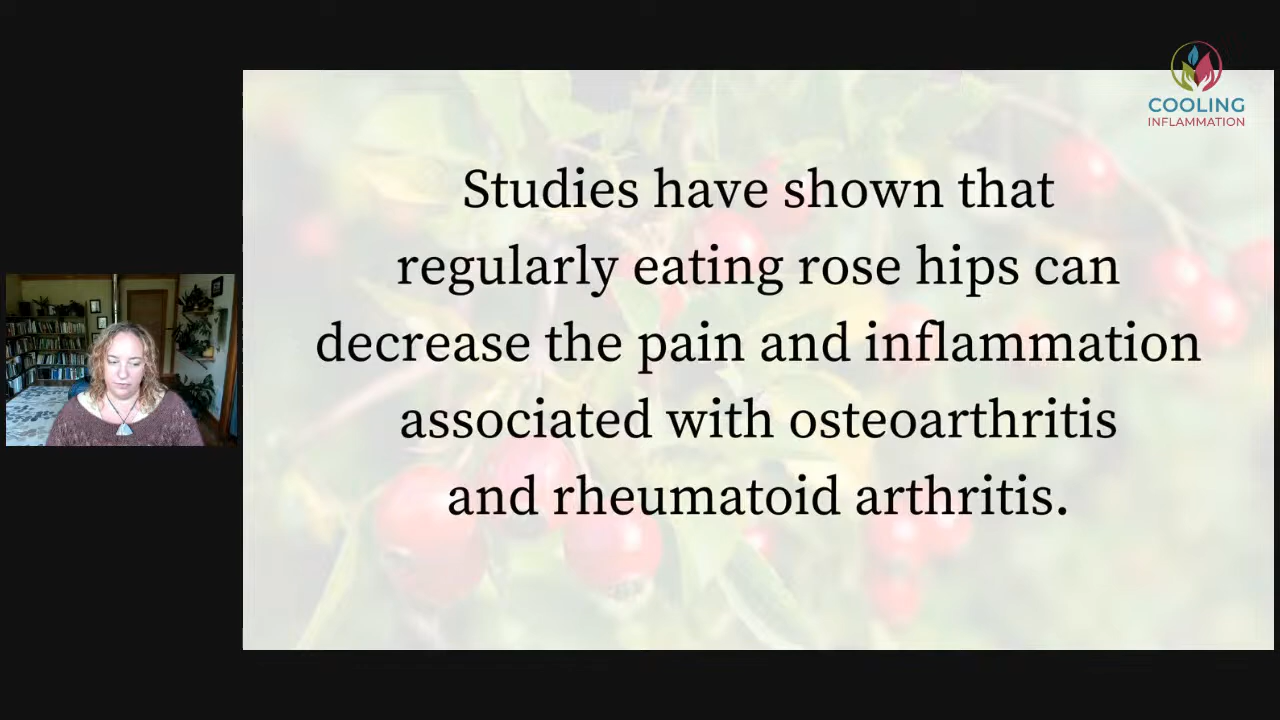 COOLING
INFLAMMATION
Studies have shown that
regularly eating rose hips can
decrease the pain and inflammation
associated with osteoarthritis
and rheumatoid arthritis.